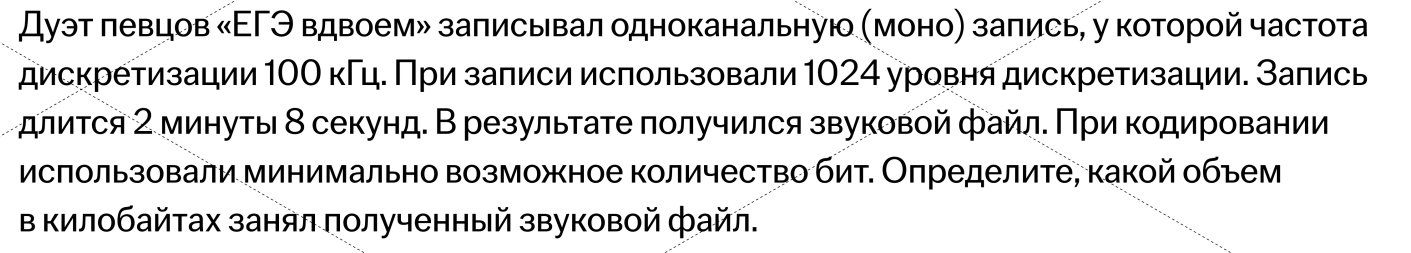 Дуэт певцов «ЕГЭ вдвоем» записывал одноканальную (моно) запись, у которой частота
дискретизации 100 кГц. При записи использовали 1024 уровня дискретизации. Запись
длится 2 минуты 8 секунд. В результате получился звуковой файл. При кодировании
использовали минимально возможное количество бит. Определите, какой объем
в килобайтах занял полученный звуковой файл.